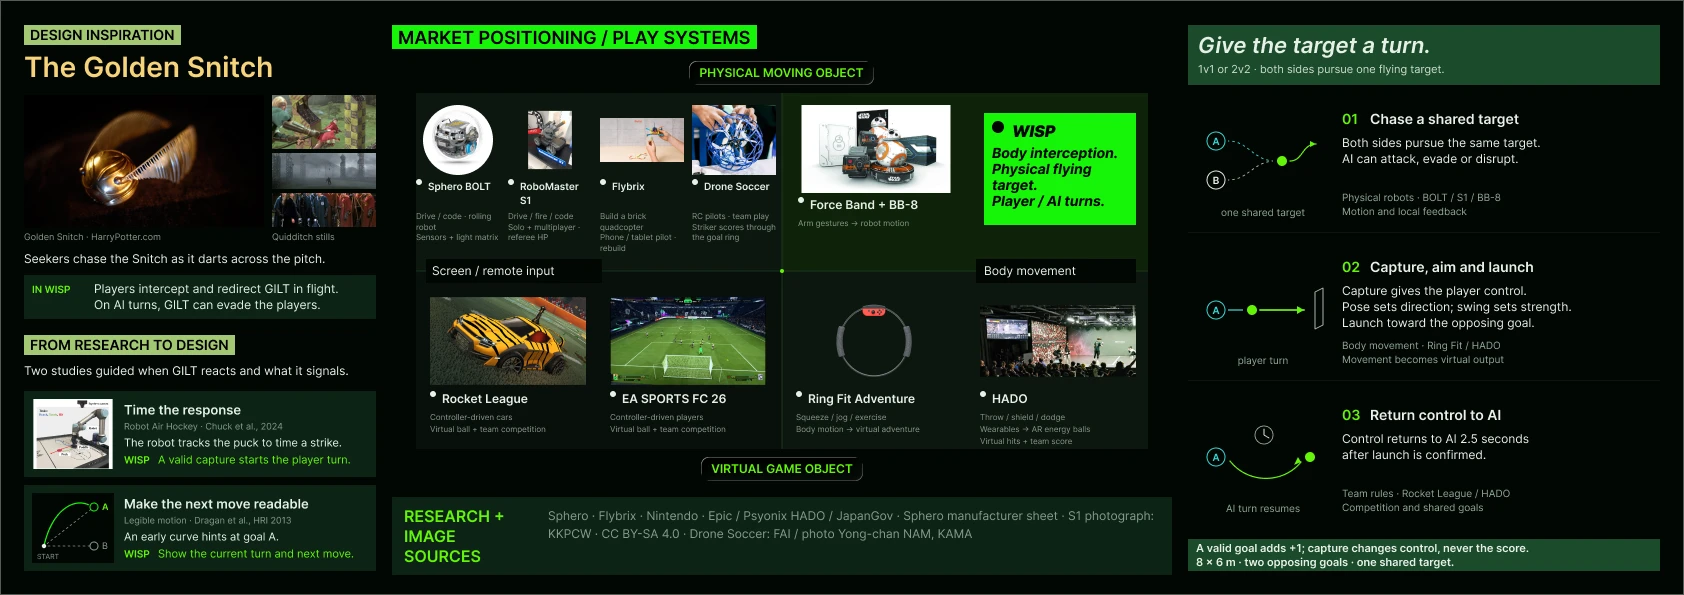 DESIGN INSPIRATION
The Golden Snitch
Golden Snitch · HarryPotter.com
Quidditch stills
Seekers chase the Snitch as it darts across the pitch.
IN WISP
Players intercept and redirect GILT in flight.
On AI turns, GILT can evade the players.
FROM RESEARCH TO DESIGN
Two studies guided when GILT reacts and what it signals.
Time the response
Robot Air Hockey · Chuck et al., 2024
The robot tracks the puck to time a strike.
WISP A valid capture starts the player turn.
A
B
START
Make the next move readable
Legible motion · Dragan et al., HRI 2013
An early curve hints at goal A.
WISP Show the current turn and next move.
MARKET POSITIONING / PLAY SYSTEMS
PHYSICAL MOVING OBJECT
Sphero BOLT
Drive / code · rolling
robot
Sensors + light matrix
RoboMaster
S1
Drive / fire / code
Solo + multiplayer ·
referee HP
Flybrix
Build a brick
quadcopter
Phone / tablet pilot ·
rebuild
Drone Soccer
RC pilots · team play
Striker scores through
the goal ring
STAR WARS
Force Band + BB-8
Arm gestures → robot motion
WISP
Body interception.
Physical flying
target.
Player / AI turns.
Screen / remote input
Body movement
Rocket League
Controller-driven cars
Virtual ball + team competition
EA SPORTS FC 26
Controller-driven players
Virtual ball + team competition
Ring Fit Adventure
Squeeze / jog / exercise
Body motion → virtual adventure
HADO
Throw / shield / dodge
Wearables → AR energy balls
Virtual hits + team score
VIRTUAL GAME OBJECT
RESEARCH +
IMAGE
SOURCES
Sphero · Flybrix · Nintendo · Epic / Psyonix HADO / JapanGov · Sphero manufacturer sheet · S1 photograph:
KKPCW · CC BY-SA 4.0 · Drone Soccer: FAI / photo Yong-chan NAM, KAMA
Give the target a turn.
1v1 or 2v2 · both sides pursue one flying target.
A
B
one shared target
01 Chase a shared target
Both sides pursue the same target.
AI can attack, evade or disrupt.
Physical robots · BOLT / S1 / BB-8
Motion and local feedback
A
player turn
02 Capture, aim and launch
Capture gives the player control.
Pose sets direction; swing sets strength.
Launch toward the opposing goal.
Body movement · Ring Fit / HADO
Movement becomes virtual output
A
AI turn resumes
03 Return control to AI
Control returns to AI 2.5 seconds
after launch is confirmed.
Team rules · Rocket League / HADO
Competition and shared goals
A valid goal adds +1; capture changes control, never the score.
8 × 6 m · two opposing goals · one shared target.